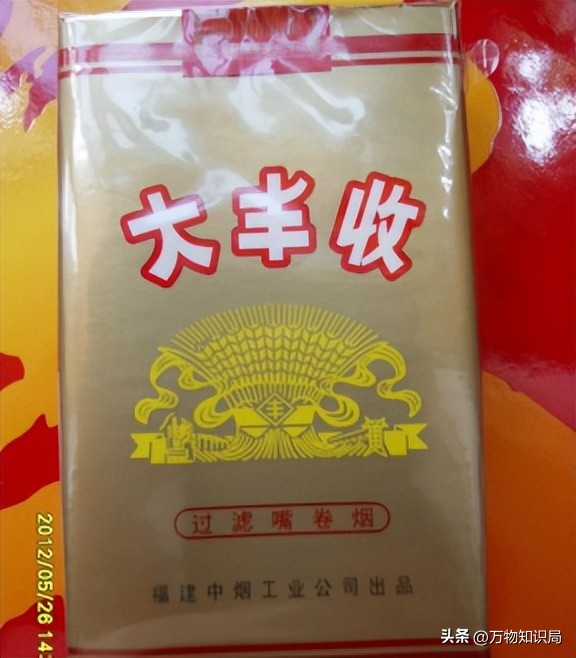 大丰收
丰
过滤嘴卷烟
福建中烟工业公司出品
2012/05/26 14:
头条 @万物知识局